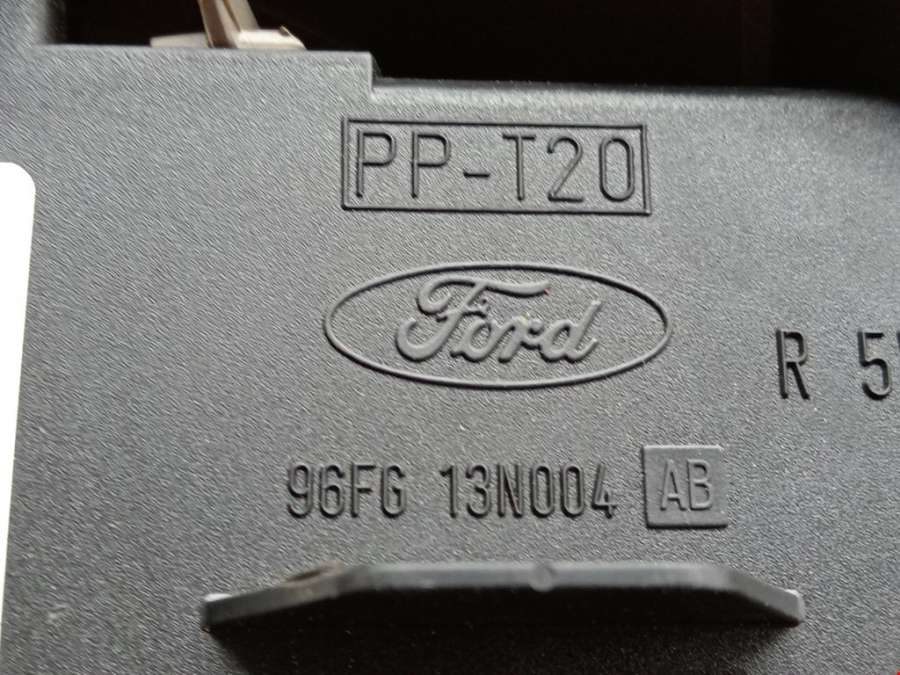 PP-T20
Ford
R 5
96FG 13N004 AB